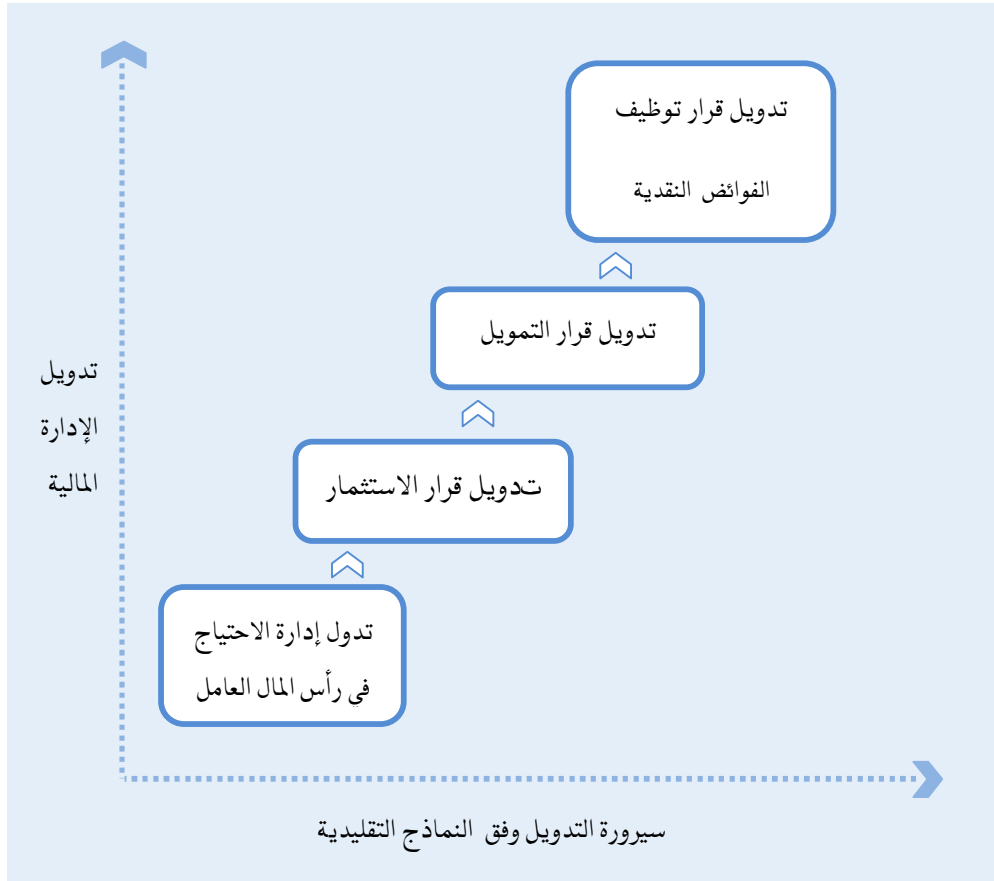 تدويل قرار توظيف
الفوائض النقدية
تدويل قرار التمويل
تدويل قرار الاستثمار
تدول إدارة الاحتياج
في رأس المال العامل
تدويل
الإدارة
المالية
سيرورة التدويل وفق النماذج التقليدية